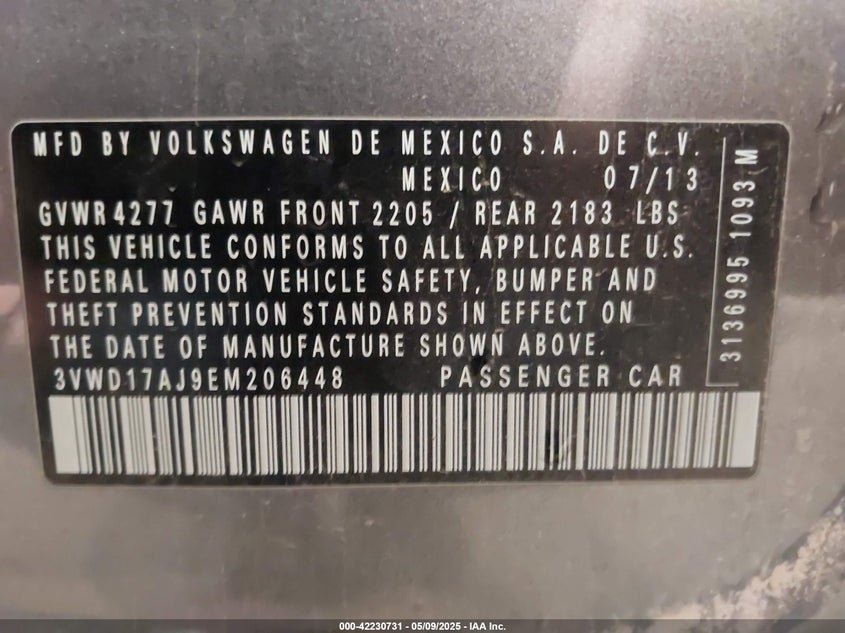 MFD BY VOLKSWAGEN DE MEXICO S.A. DE C.V.
MEXICO 07/13
GVWR4277 GAWR FRONT 2205 / REAR 2183 LBS
THIS VEHICLE CONFORMS TO ALL APPLICABLE U.S.
FEDERAL MOTOR VEHICLE SAFETY, BUMPER AND
THEFT PREVENTION STANDARDS IN EFFECT ON
THE DATE OF MANUFACTURE SHOWN ABOVE.
3VWD17AJ9EM206448 PASSENGER CAR
3136995 1093 M
000-42230731 - 05/09/2025 - IAA Inc.